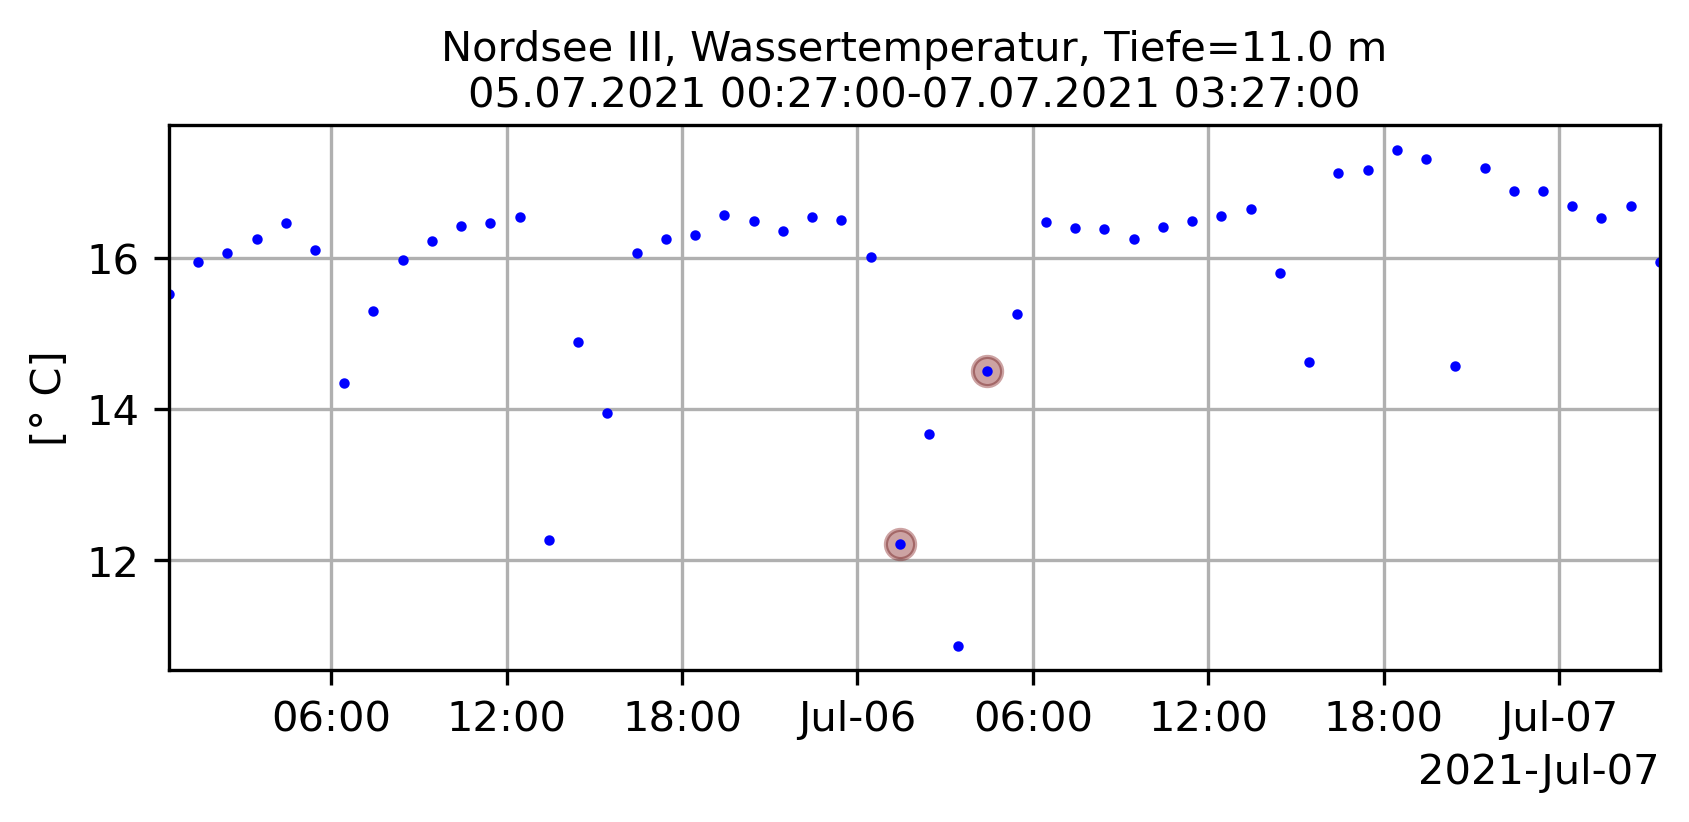 Nordsee III, Wassertemperatur, Tiefe=11.0 m
05.07.2021 00:27:00-07.07.2021 03:27:00
[° C]
16
14
12
06:00 12:00 18:00 Jul-06 06:00 12:00 18:00 Jul-07
2021-Jul-07